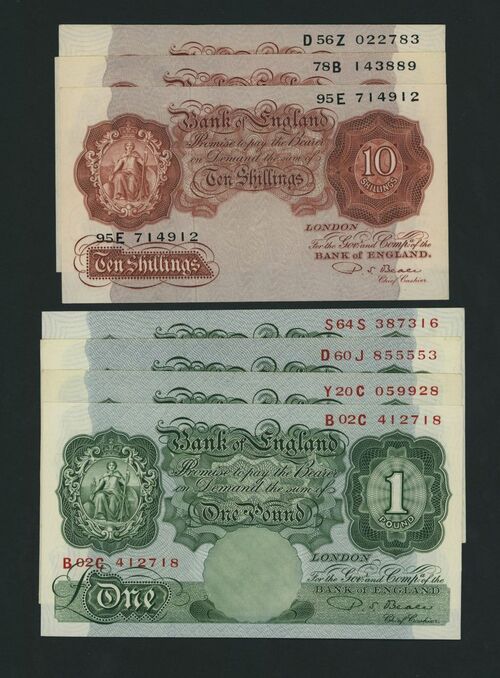 D56Z 022783
78B 143889
95E 714912
Bank of England
Promise to pay the Bearer
on Demand the sum of
Ten Shillings
10
SHILLINGS
LONDON
For the Govr. and Compa. of the
BANK OF ENGLAND.
95E 714912
Ten Shillings
P S Beale
Chief Cashier.
S64S 387316
D60J 855553
Y20C 059928
B02C 412718
Bank of England
Promise to pay the Bearer
on Demand the sum of
One Pound
1
POUND
LONDON
B02C 412718
For the Govr. and Compa. of the
BANK OF ENGLAND
£One
P. S. Beale
Chief Cashier.